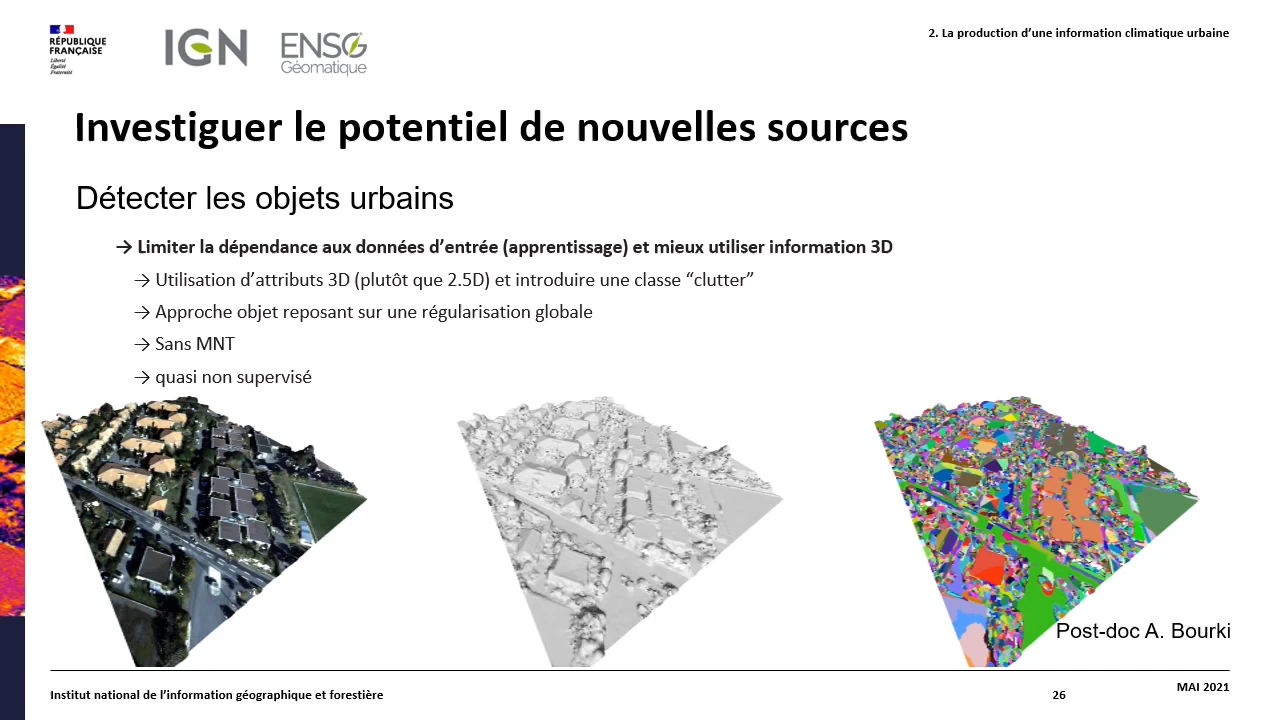 RÉPUBLIQUE
FRANÇAISE
Liberté
Égalité
Fraternité
IGN
ENSG
Géomatique
2. La production d’une information climatique urbaine
Investiguer le potentiel de nouvelles sources
Détecter les objets urbains
→ Limiter la dépendance aux données d’entrée (apprentissage) et mieux utiliser information 3D
→ Utilisation d’attributs 3D (plutôt que 2.5D) et introduire une classe “clutter”
→ Approche objet reposant sur une régularisation globale
→ Sans MNT
→ quasi non supervisé
Post-doc A. Bourki
Institut national de l’information géographique et forestière
26
MAI 2021